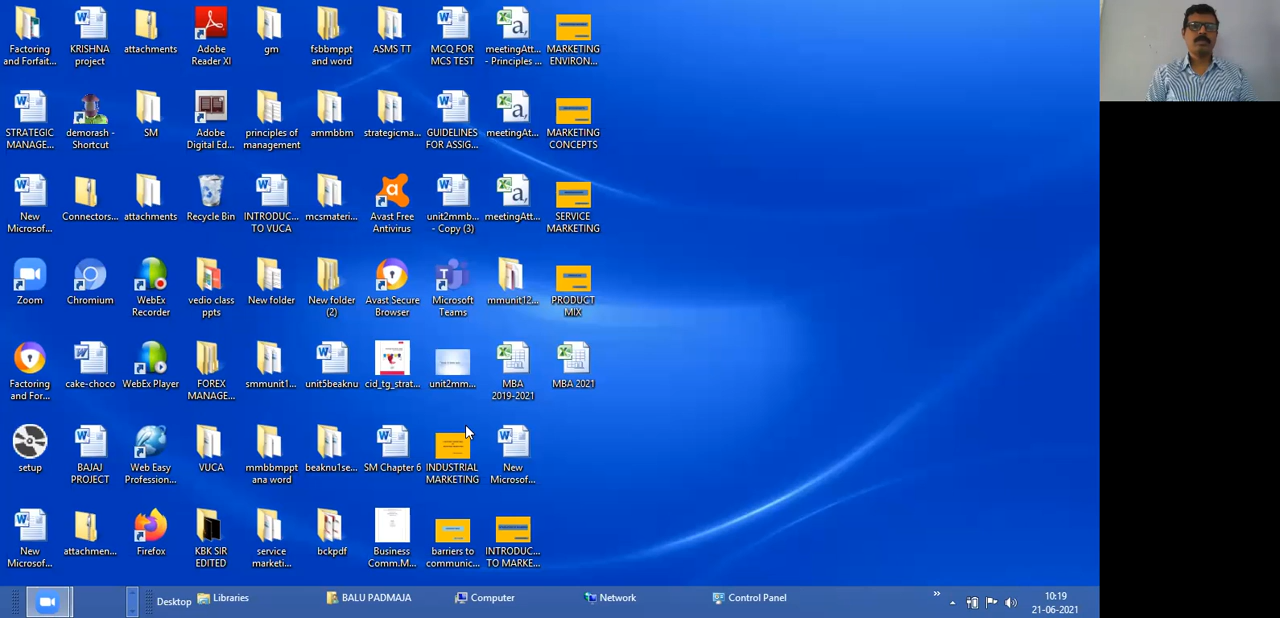 Factoring
and Forfait...
KRISHNA
project
attachments
Adobe
Reader XI
gm
fsbbmppt
and word
ASMS TT
MCQ FOR
MCS TEST
meetingAtt...
- Principles ...
MARKETING
ENVIRON...
STRATEGIC
MANAGE...
demorash -
Shortcut
SM
Adobe
Digital Ed...
principles of
management
ammbbm
strategicma...
GUIDELINES
FOR ASSIG...
meetingAt...
MARKETING
CONCEPTS
New
Microsof...
Connectors...
attachments
Recycle Bin
INTRODUC...
TO VUCA
mcsmateri...
Avast Free
Antivirus
unit2mmb...
- Copy (3)
meetingAtt...
SERVICE
MARKETING
Zoom
Chromium
WebEx
Recorder
vedio class
ppts
New folder
New folder
(2)
Avast Secure
Browser
Microsoft
Teams
mmunit12...
PRODUCT
MIX
Factoring
and For...
cake-choco
WebEx Player
FOREX
MANAGE...
smmunit1...
unit5beaknu
cid_tg_strat...
unit2mm...
MBA
2019-2021
MBA 2021
setup
BAJAJ
PROJECT
Web Easy
Profession...
VUCA
mmbbmppt
ana word
beaknu1se...
SM Chapter 6
INDUSTRIAL
MARKETING
New
Microsof...
New
Microsof...
attachmen...
Firefox
KBK SIR
EDITED
service
marketi...
bckpdf
Business
Comm.M...
barriers to
communic...
INTRODUC...
TO MARKE...
Desktop
Libraries
BALU PADMAJA
Computer
Network
Control Panel
10:19
21-06-2021